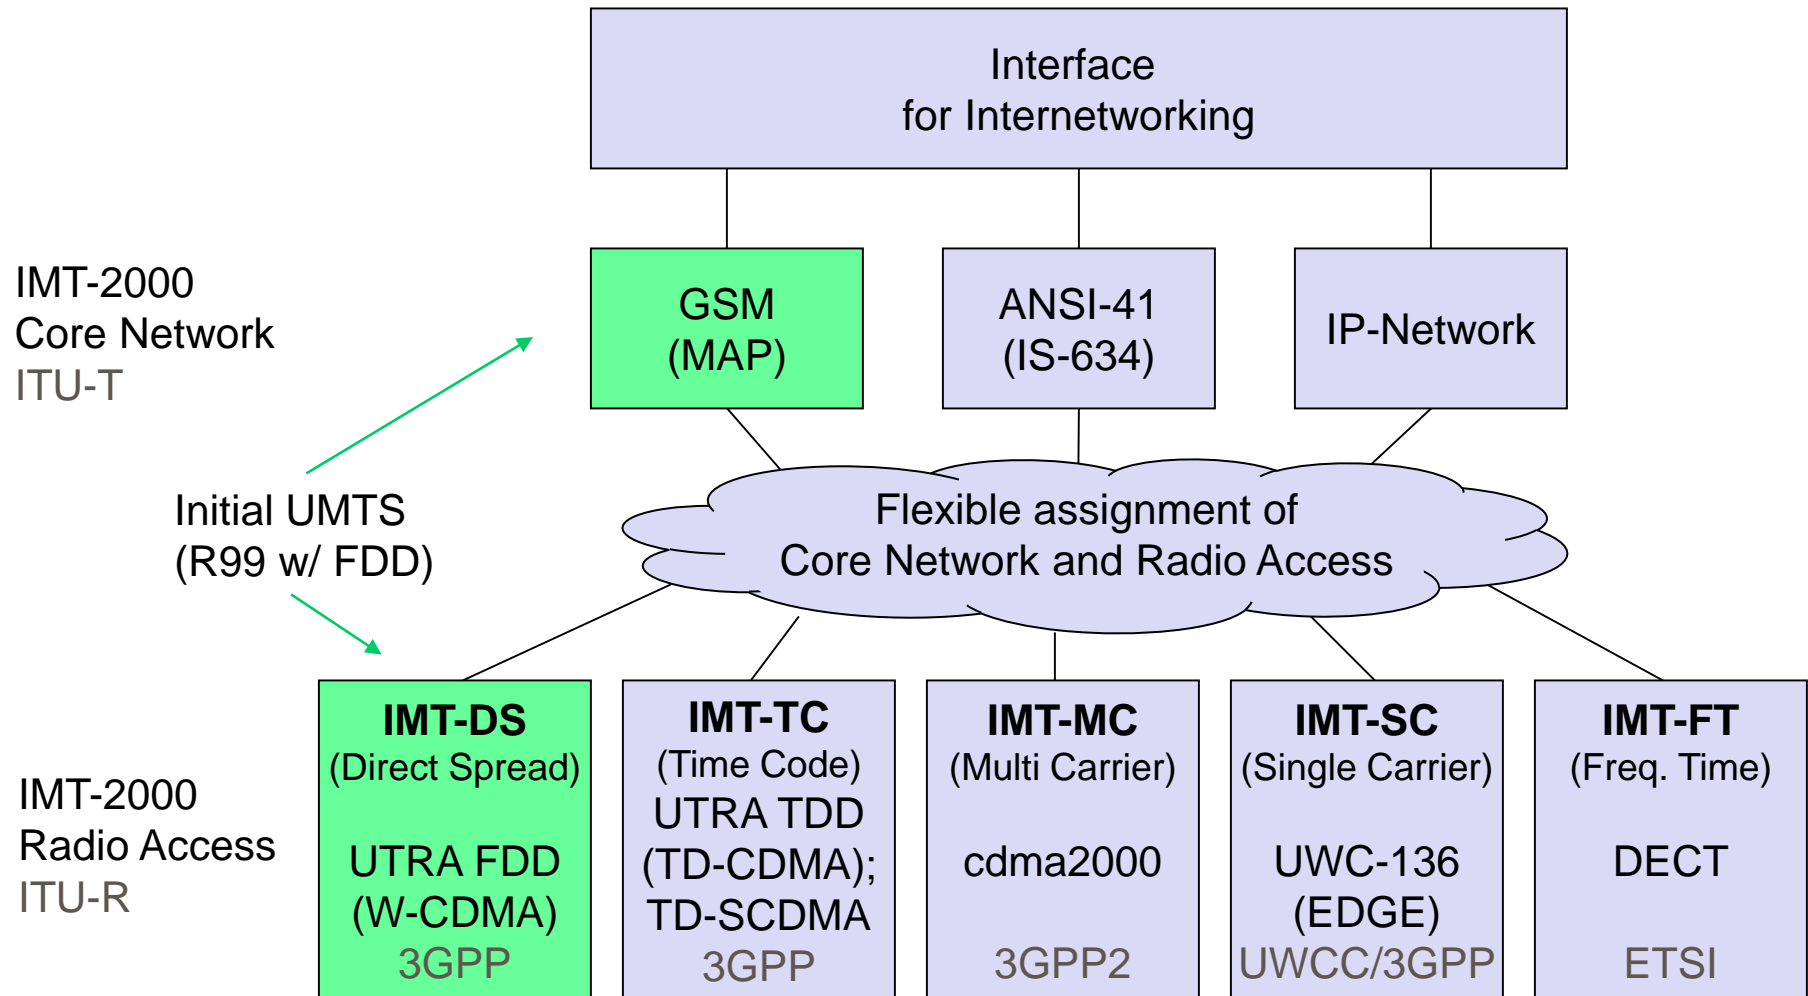 Interface
for Internetworking
IMT-2000
Core Network
ITU-T
GSM
(MAP)
ANSI-41
(IS-634)
IP-Network
Initial UMTS
(R99 w/ FDD)
Flexible assignment of
Core Network and Radio Access
IMT-2000
Radio Access
ITU-R
IMT-DS
(Direct Spread)
UTRA FDD
(W-CDMA)
3GPP
IMT-TC
(Time Code)
UTRA TDD
(TD-CDMA);
TD-SCDMA
3GPP
IMT-MC
(Multi Carrier)
cdma2000
3GPP2
IMT-SC
(Single Carrier)
UWC-136
(EDGE)
UWCC/3GPP
IMT-FT
(Freq. Time)
DECT
ETSI